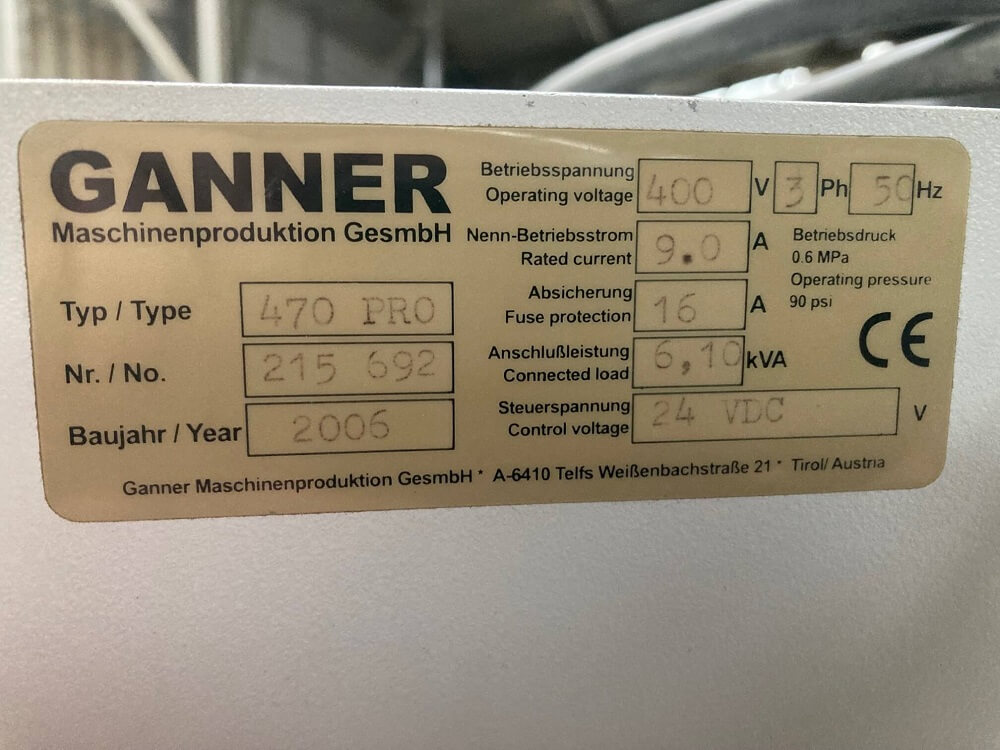 GANNER
Maschinenproduktion GesmbH
Typ / Type 470 PRO
Nr. / No. 215 692
Baujahr / Year 2006
Betriebsspannung
Operating voltage 400 V 3 Ph 50 Hz
Nenn-Betriebsstrom
Rated current 9.0 A
Absicherung
Fuse protection 16 A
Anschlußleistung
Connected load 6,10 kVA
Steuerspannung
Control voltage 24 VDC V
Betriebsdruck
0.6 MPa
Operating pressure
90 psi
CE
Ganner Maschinenproduktion GesmbH * A-6410 Telfs Weißenbachstraße 21 * Tirol/ Austria